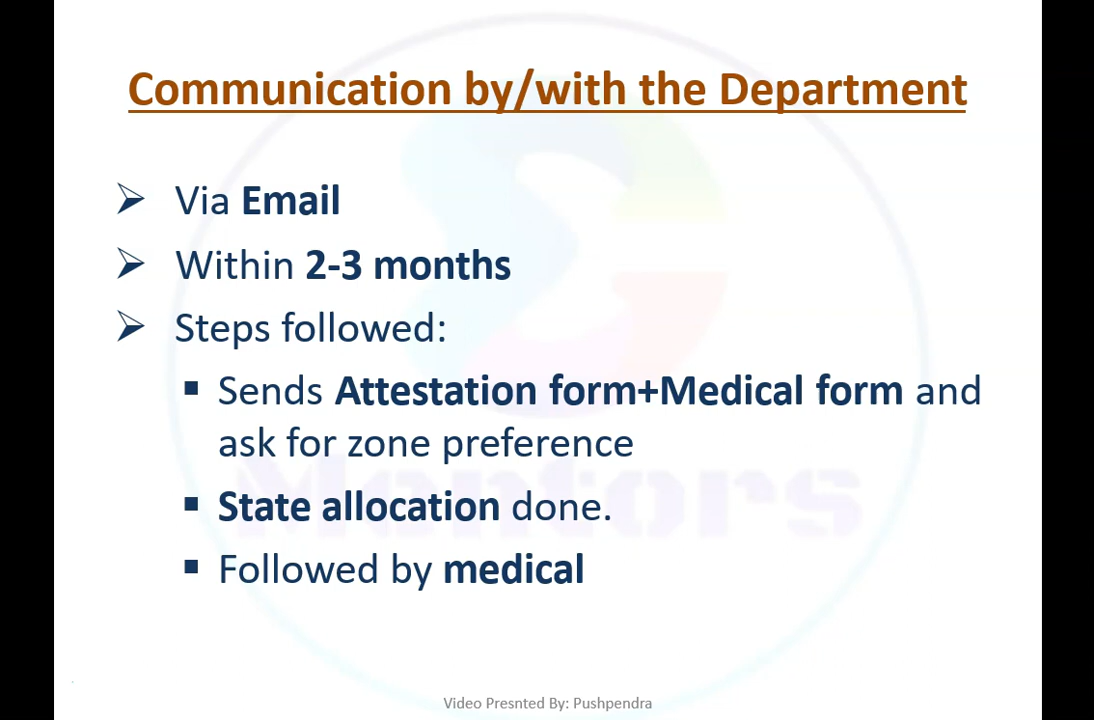 Communication by/with the Department
Via Email
Within 2-3 months
Steps followed:
Sends Attestation form+Medical form and
ask for zone preference
State allocation done.
Followed by medical
Mentors
Video Presnted By: Pushpendra